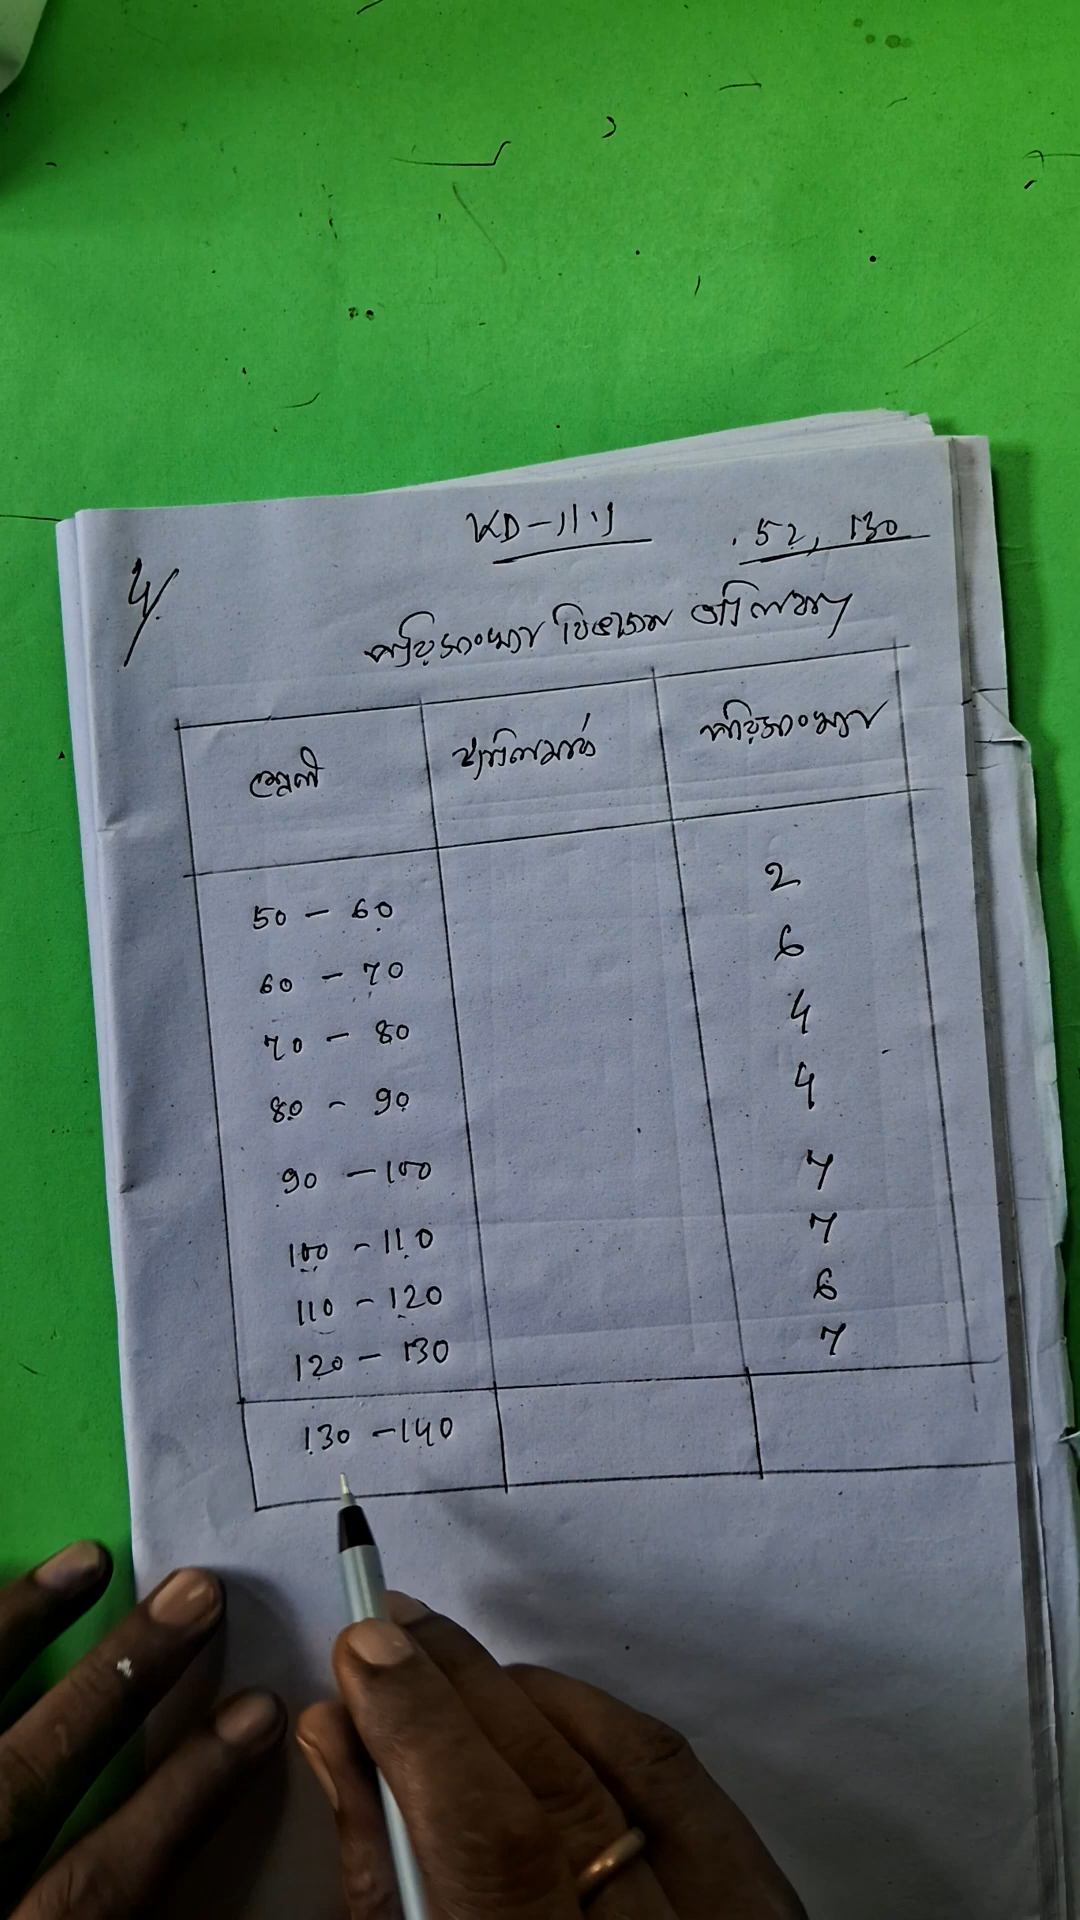 KD-11.1 52, 130
4
পরিসংখ্যা বিভাজন তালিকা
শ্রেণী ট্যালিমার্ক পরিসংখ্যা
50 - 60 2
60 - 70 6
70 - 80 4
80 - 90 4
90 - 100 7
100 - 110 7
110 - 120 6
120 - 130 7
130 - 140